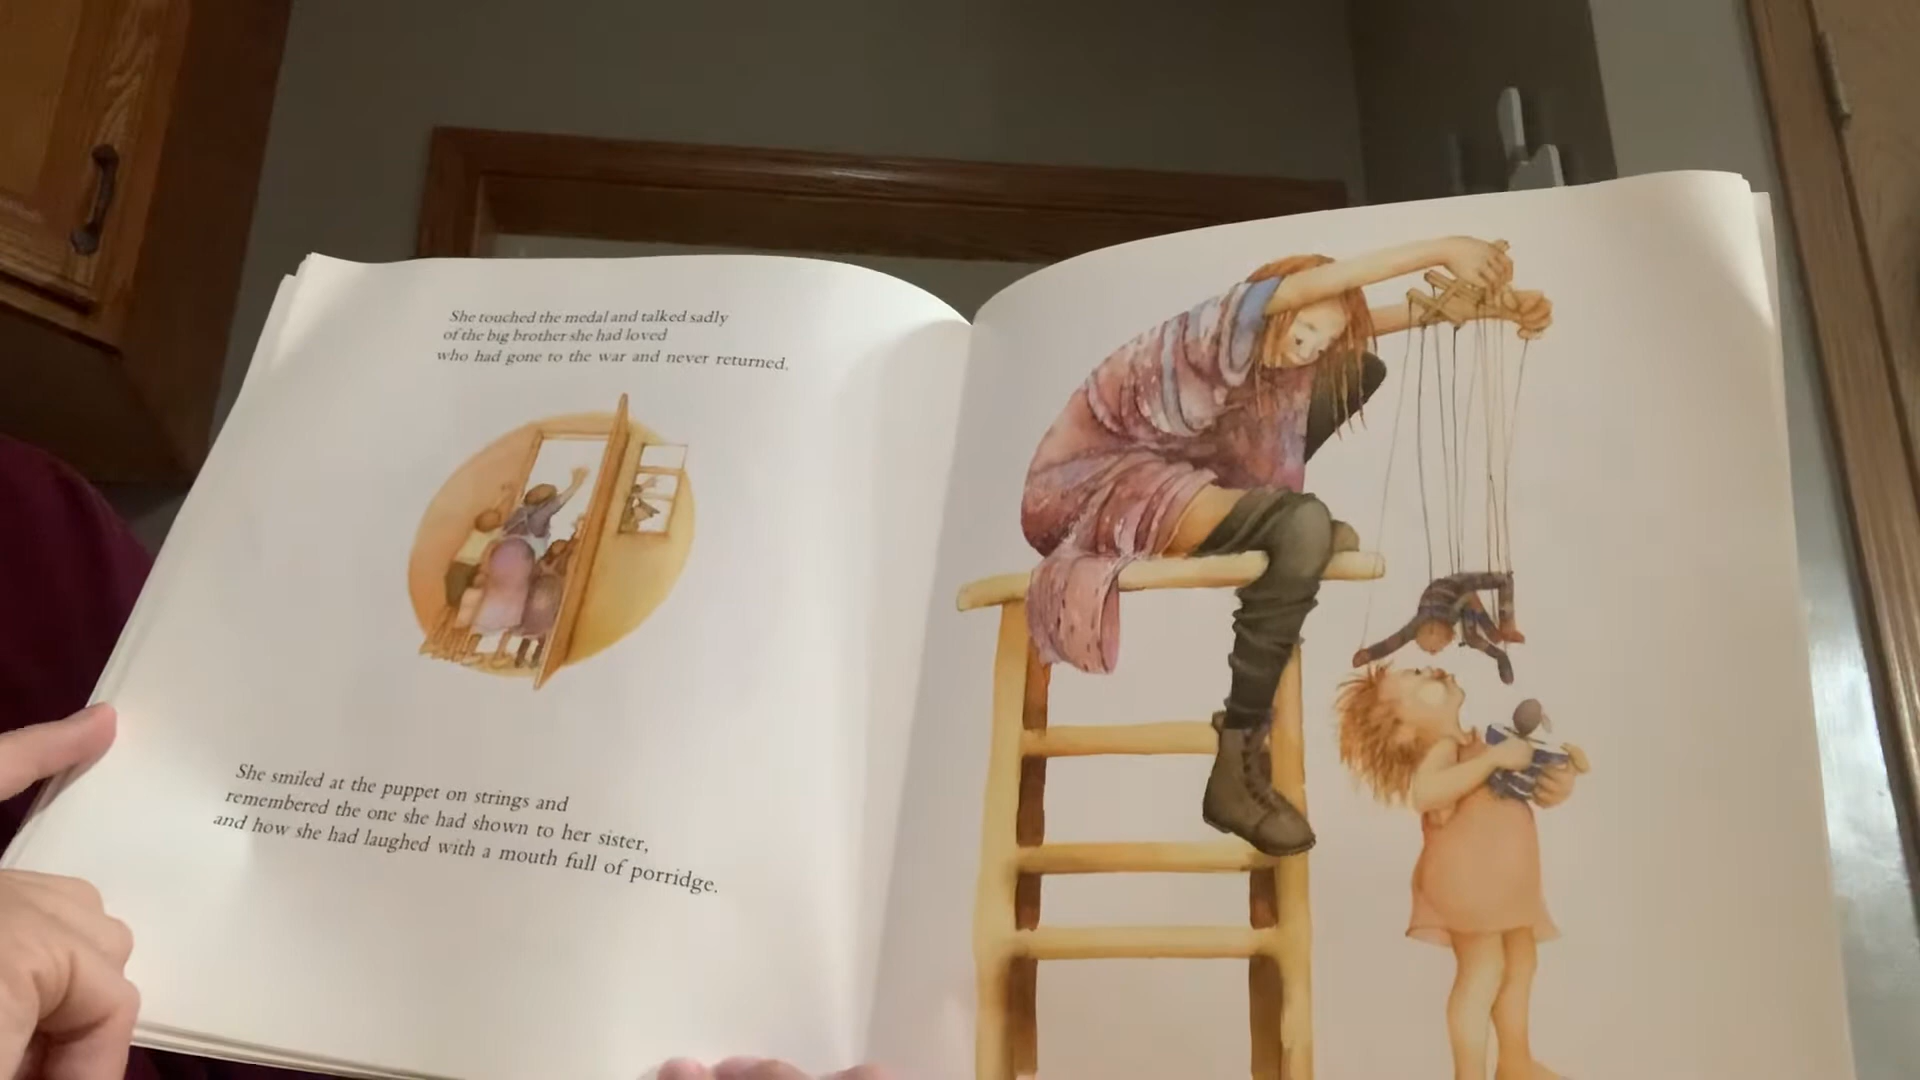 She touched the medal and talked sadly
of the big brother she had loved
who had gone to the war and never returned.
She smiled at the puppet on strings and
remembered the one she had shown to her sister,
and how she had laughed with a mouth full of porridge.